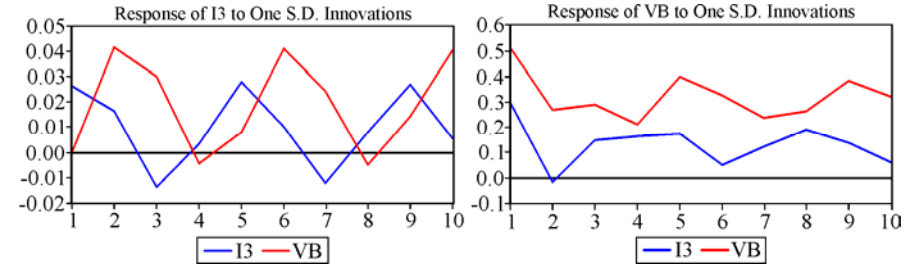 Response of I3 to One S.D. Innovations
0.05
0.04
0.03
0.02
0.01
0.00
-0.01
-0.02
1 2 3 4 5 6 7 8 9 10
I3 VB
Response of VB to One S.D. Innovations
0.6
0.5
0.4
0.3
0.2
0.1
0.0
-0.1
1 2 3 4 5 6 7 8 9 10
I3 VB